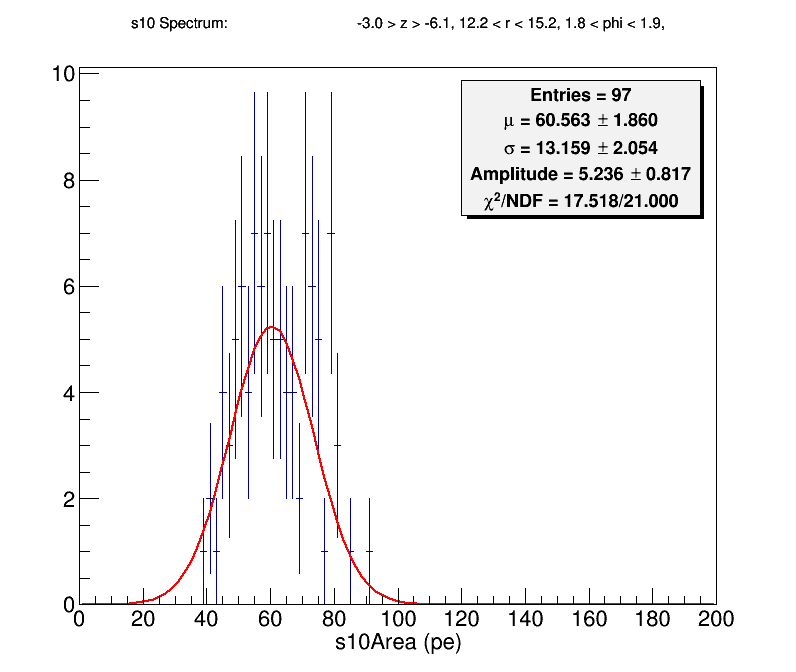 s10 Spectrum: -3.0 > z > -6.1, 12.2 < r < 15.2, 1.8 < phi < 1.9,
Entries = 97
μ = 60.563 ± 1.860
σ = 13.159 ± 2.054
Amplitude = 5.236 ± 0.817
χ²/NDF = 17.518/21.000
10
8
6
4
2
0
0 20 40 60 80 100 120 140 160 180 200
s10Area (pe)